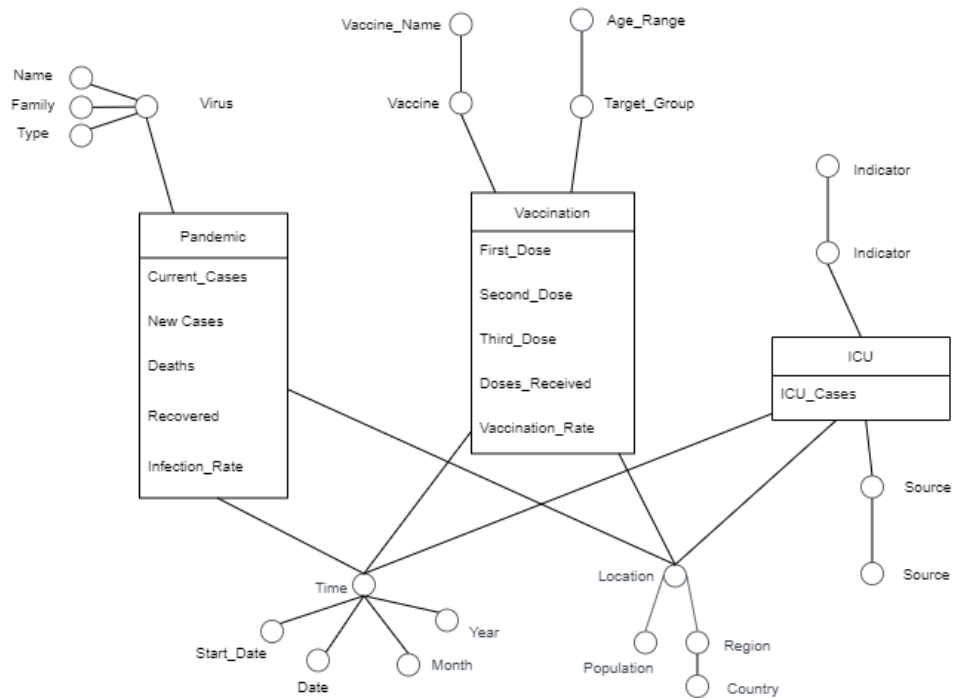 Vaccine_Name
Age_Range
Name
Family
Type
Virus
Vaccine
Target_Group
Indicator
Indicator
Pandemic
Current_Cases
New Cases
Deaths
Recovered
Infection_Rate
Vaccination
First_Dose
Second_Dose
Third_Dose
Doses_Received
Vaccination_Rate
ICU
ICU_Cases
Source
Source
Time
Start_Date
Date
Month
Year
Location
Population
Region
Country